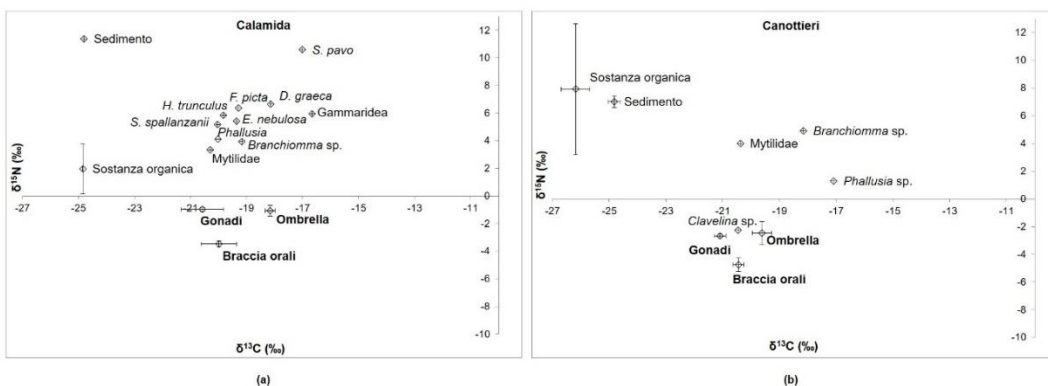 Calamida
12
Sedimento
S. pavo
10
8
F. picta
D. graeca
H. trunculus
6
Gammaridea
S. spallanzanii
E. nebulosa
Phallusia
4
Branchiomma sp.
Mytilidae
Sostanza organica
2
δ¹⁵N (‰)
0
-27 -25 -23 -21 -19 -17 -15 -13 -11
Gonadi
Ombrella
-2
Braccia orali
-4
-6
-8
-10
δ¹³C (‰)
(a)
Canottieri
12
10
Sostanza organica
8
Sedimento
6
Branchiomma sp.
Mytilidae
4
2
Phallusia sp.
δ¹⁵N (‰)
0
-27 -25 -23 -21 -19 -17 -15 -13 -11
Clavelina sp.
-2
Gonadi
Ombrella
-4
Braccia orali
-6
-8
-10
δ¹³C (‰)
(b)